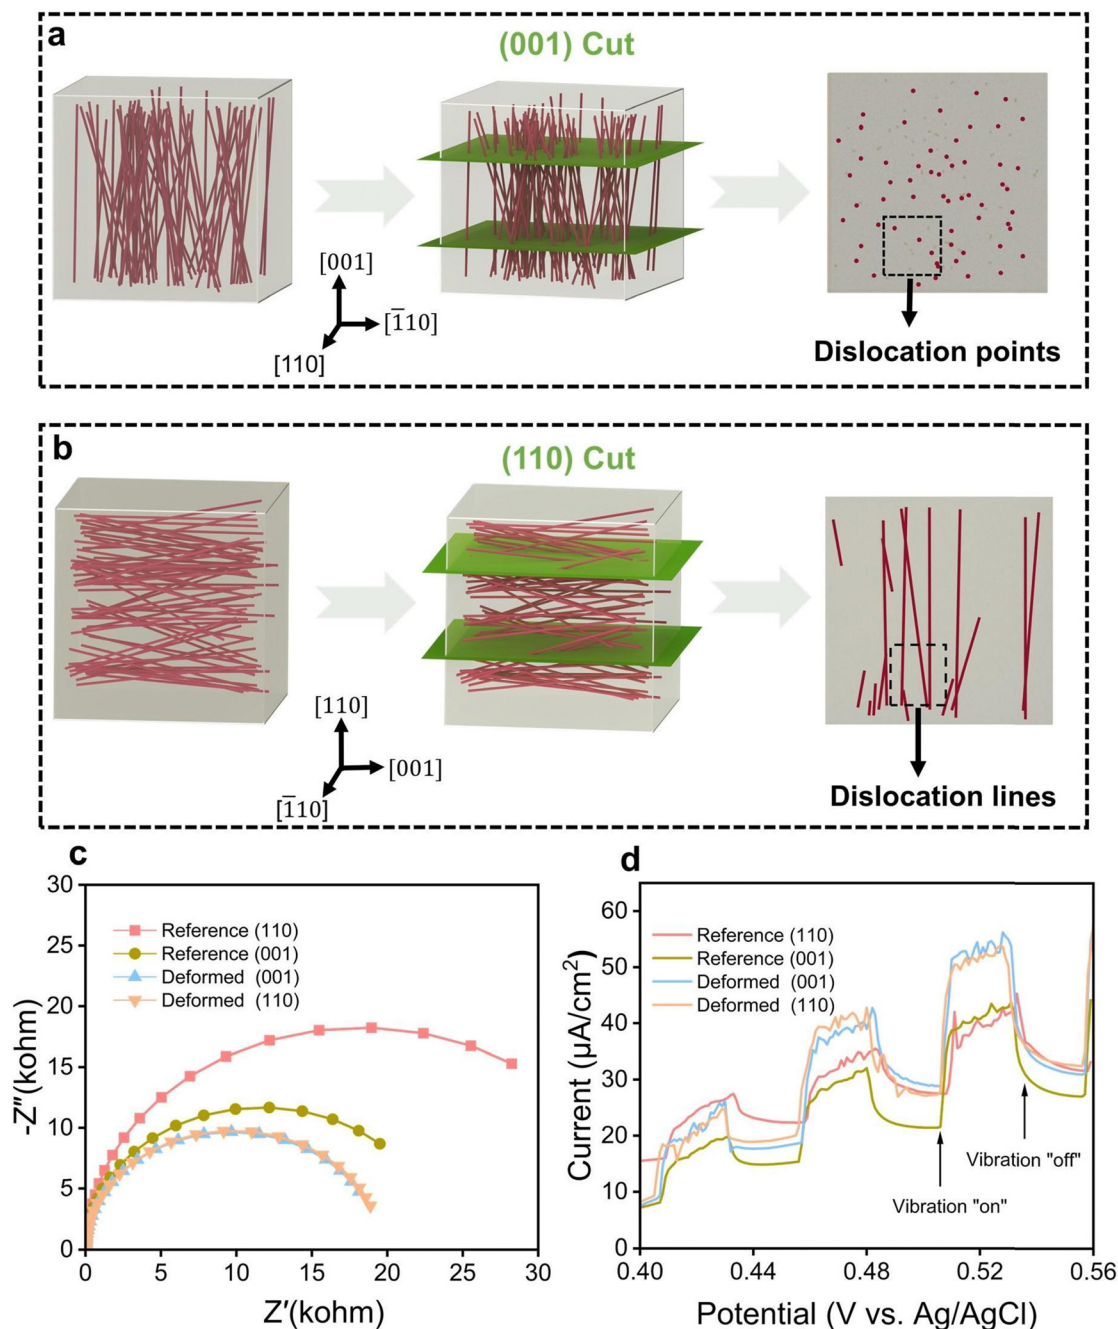 a
(001) Cut
[001]
[1̅10]
[110]
Dislocation points
b
(110) Cut
[110]
[001]
[1̅10]
Dislocation lines
c
30
25
20
15
10
5
0
-Z″(kohm)
Reference (110)
Reference (001)
Deformed (001)
Deformed (110)
0
5
10
15
20
25
30
Z′(kohm)
d
60
50
40
30
20
10
0
Current (μA/cm²)
Reference (110)
Reference (001)
Deformed (001)
Deformed (110)
Vibration "off"
Vibration "on"
0.40
0.44
0.48
0.52
0.56
Potential (V vs. Ag/AgCl)